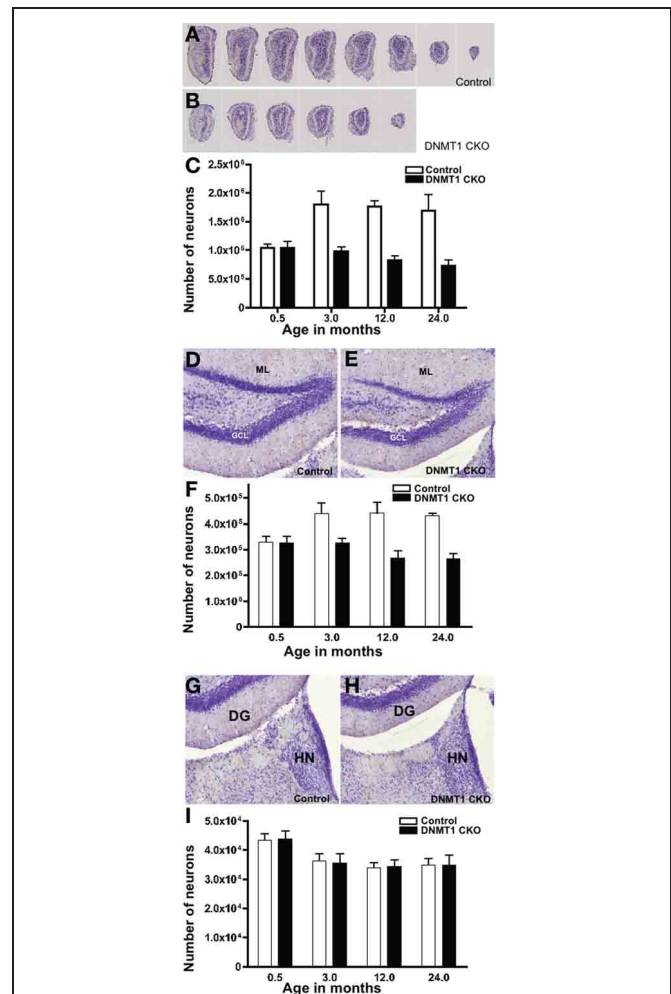 A
Control
B
DNMT1 CKO
C
Control
DNMT1 CKO
Number of neurons
2.5x10⁶
2.0x10⁶
1.5x10⁶
1.0x10⁶
5.0x10⁵
0
0.5 3.0 12.0 24.0
Age in months
D
ML
GCL
Control
E
ML
GCL
DNMT1 CKO
F
Control
DNMT1 CKO
Number of neurons
5.0x10⁵
4.0x10⁵
3.0x10⁵
2.0x10⁵
1.0x10⁵
0
0.5 3.0 12.0 24.0
Age in months
G
DG
HN
Control
H
DG
HN
DNMT1 CKO
I
Control
DNMT1 CKO
Number of neurons
5.0x10⁴
4.0x10⁴
3.0x10⁴
2.0x10⁴
1.0x10⁴
0
0.5 3.0 12.0 24.0
Age in months